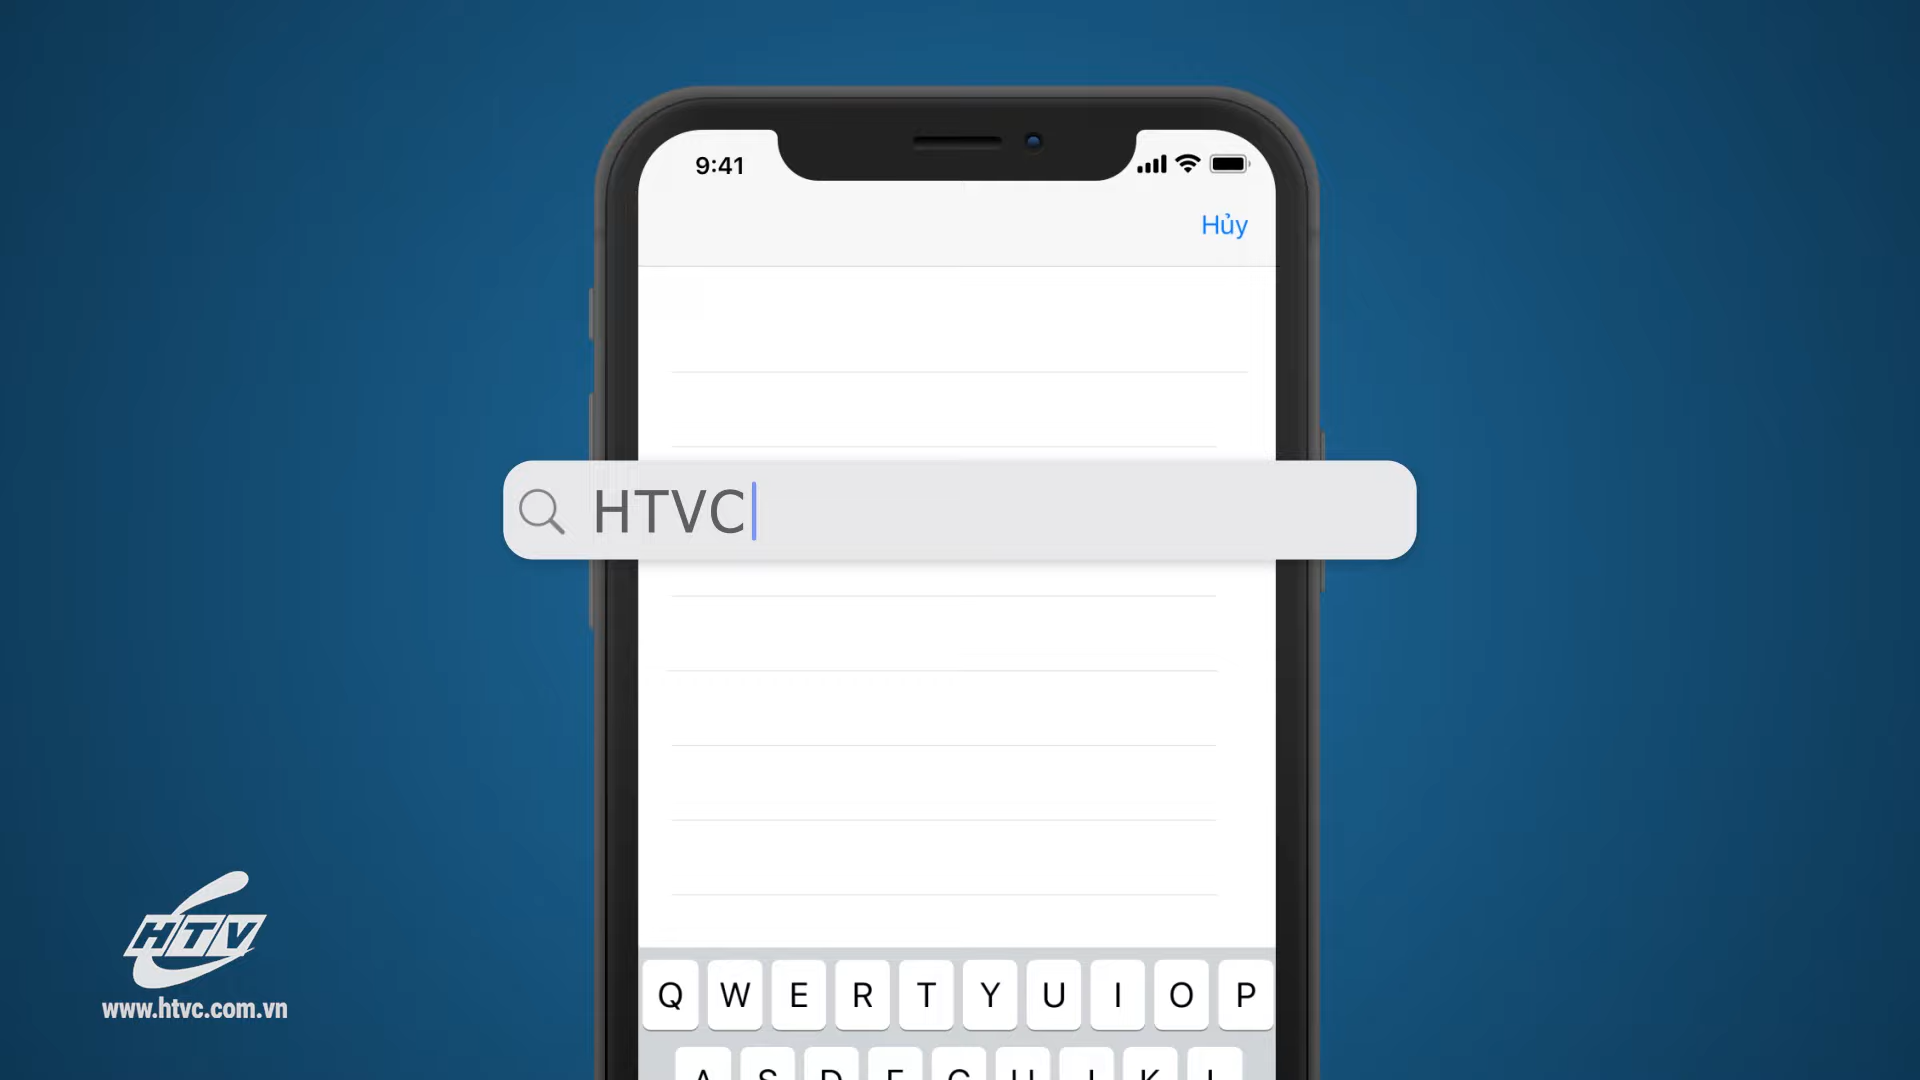 9:41
Hủy
HTVC
HTV
www.htvc.com.vn
Q W E R T Y U I O P
A S D F G H J K L